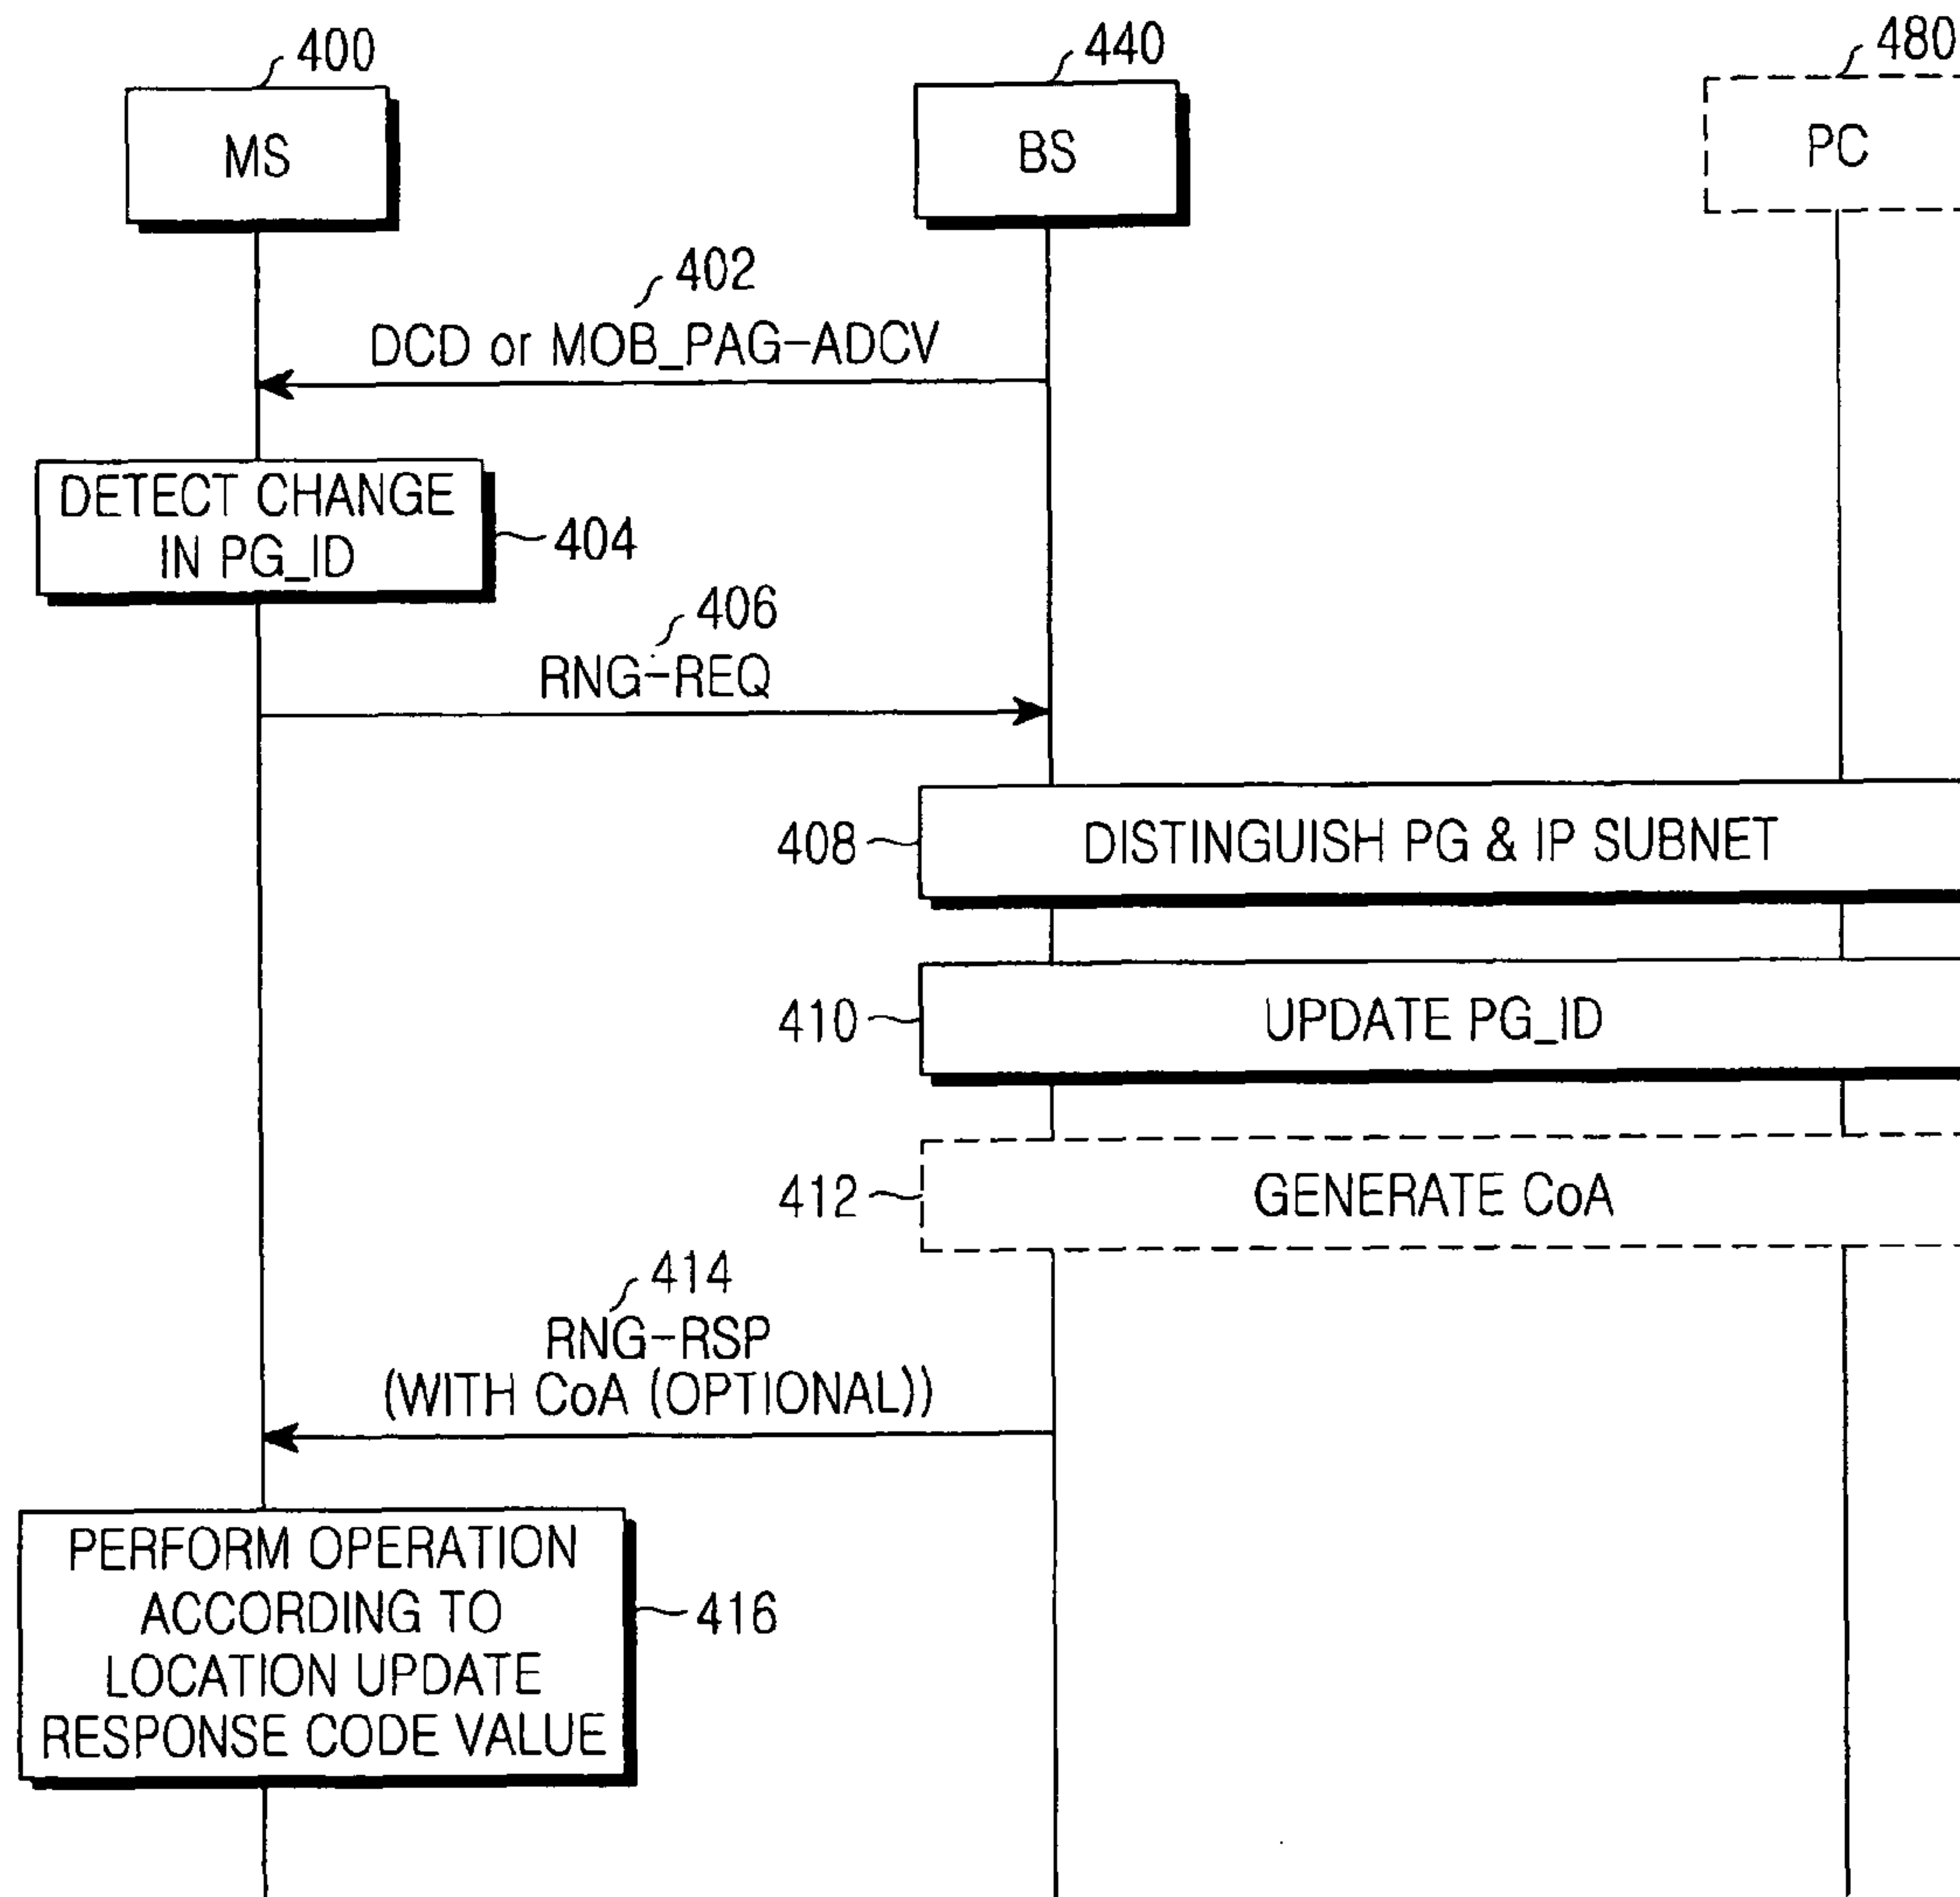 400
440
480
MS
BS
PC
402
DCD or MOB_PAG-ADCV
DETECT CHANGE
IN PG_ID
404
406
RNG-REQ
408
DISTINGUISH PG & IP SUBNET
410
UPDATE PG_ID
412
GENERATE CoA
414
RNG-RSP
(WITH CoA (OPTIONAL))
PERFORM OPERATION
ACCORDING TO
LOCATION UPDATE
RESPONSE CODE VALUE
416